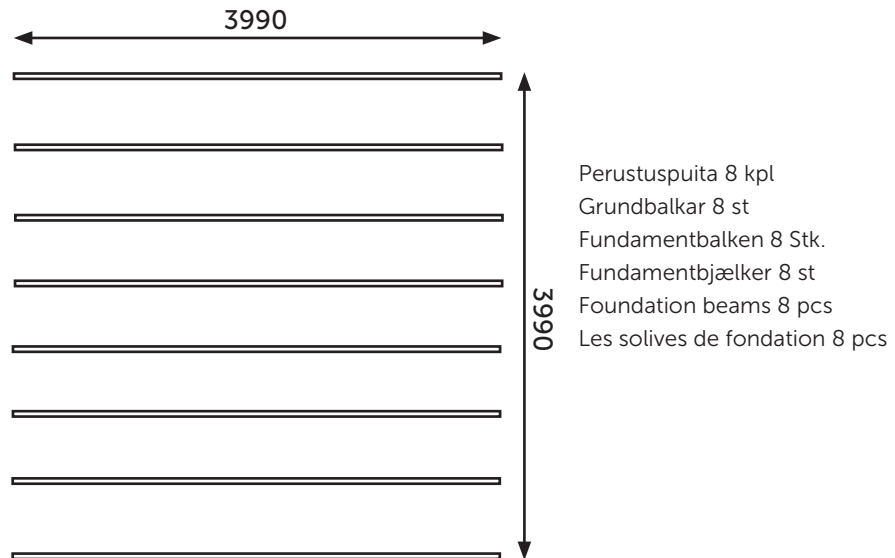 3990
3990
Perustuspuita 8 kpl
Grundbalkar 8 st
Fundamentbalken 8 Stk.
Fundamentbjælker 8 st
Foundation beams 8 pcs
Les solives de fondation 8 pcs